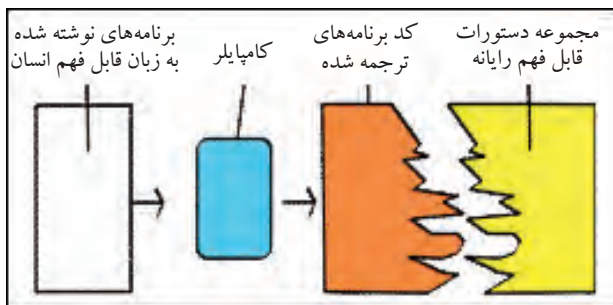 مجموعه دستورات
قابل فهم رایانه
کد برنامه‌های
ترجمه شده
کامپایلر
برنامه‌های نوشته شده
به زبان قابل فهم انسان